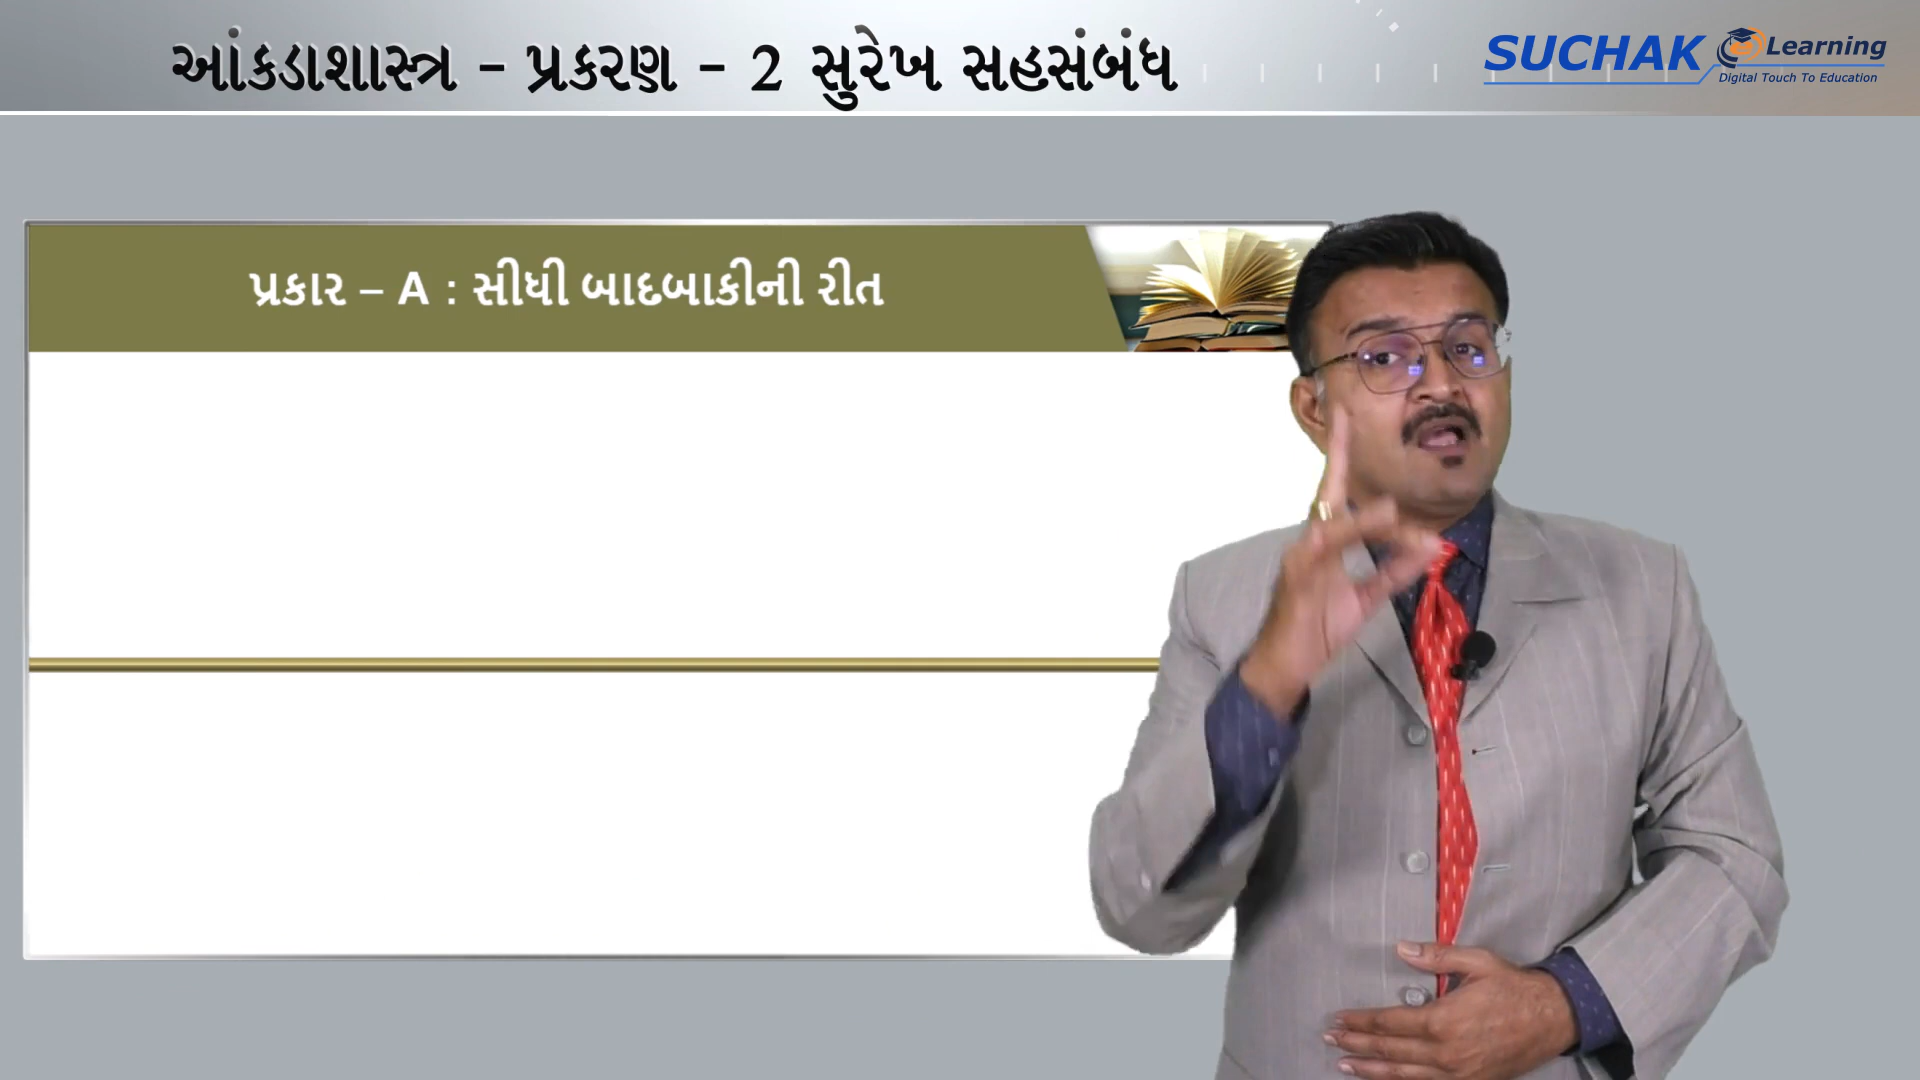 આંકડાશાસ્ત્ર - પ્રકરણ - 2 સુરેખ સહસંબંધ
SUCHAK Learning
Digital Touch To Education
પ્રકાર – A : સીધી બાદબાકીની રીત